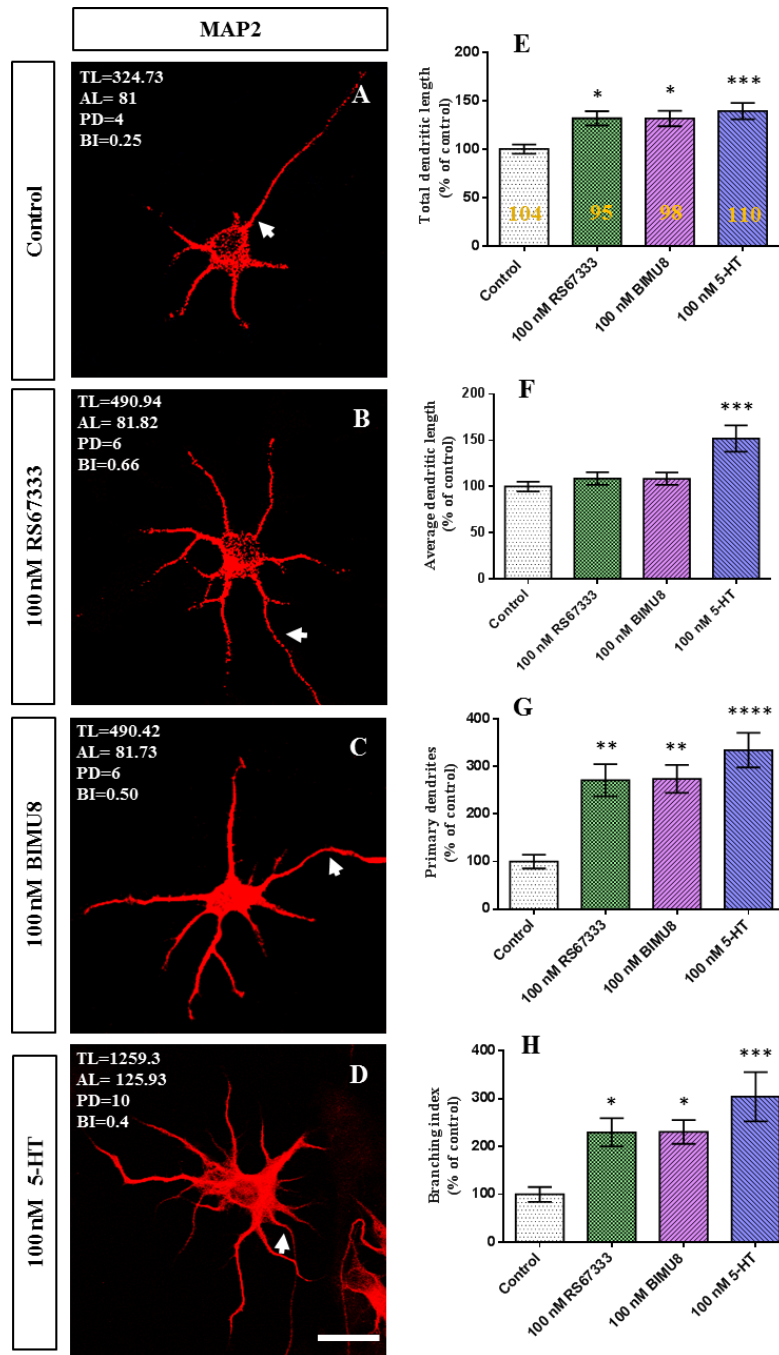 MAP2
Control
TL=324.73
AL= 81
PD=4
BI=0.25
A
100 nM RS67333
TL=490.94
AL= 81.82
PD=6
BI=0.66
B
100 nM BIMU8
TL=490.42
AL= 81.73
PD=6
BI=0.50
C
100 nM 5-HT
TL=1259.3
AL= 125.93
PD=10
BI=0.4
D
E
Total dendritic length
(% of control)
200
150
100
50
0
*
*
***
104
95
98
110
Control
100 nM RS67333
100 nM BIMU8
100 nM 5-HT
F
Average dendritic length
(% of control)
200
150
100
50
0
***
Control
100 nM RS67333
100 nM BIMU8
100 nM 5-HT
G
Primary dendrites
(% of control)
400
300
200
100
0
**
**
****
Control
100 nM RS67333
100 nM BIMU8
100 nM 5-HT
H
Branching index
(% of control)
400
300
200
100
0
*
*
***
Control
100 nM RS67333
100 nM BIMU8
100 nM 5-HT